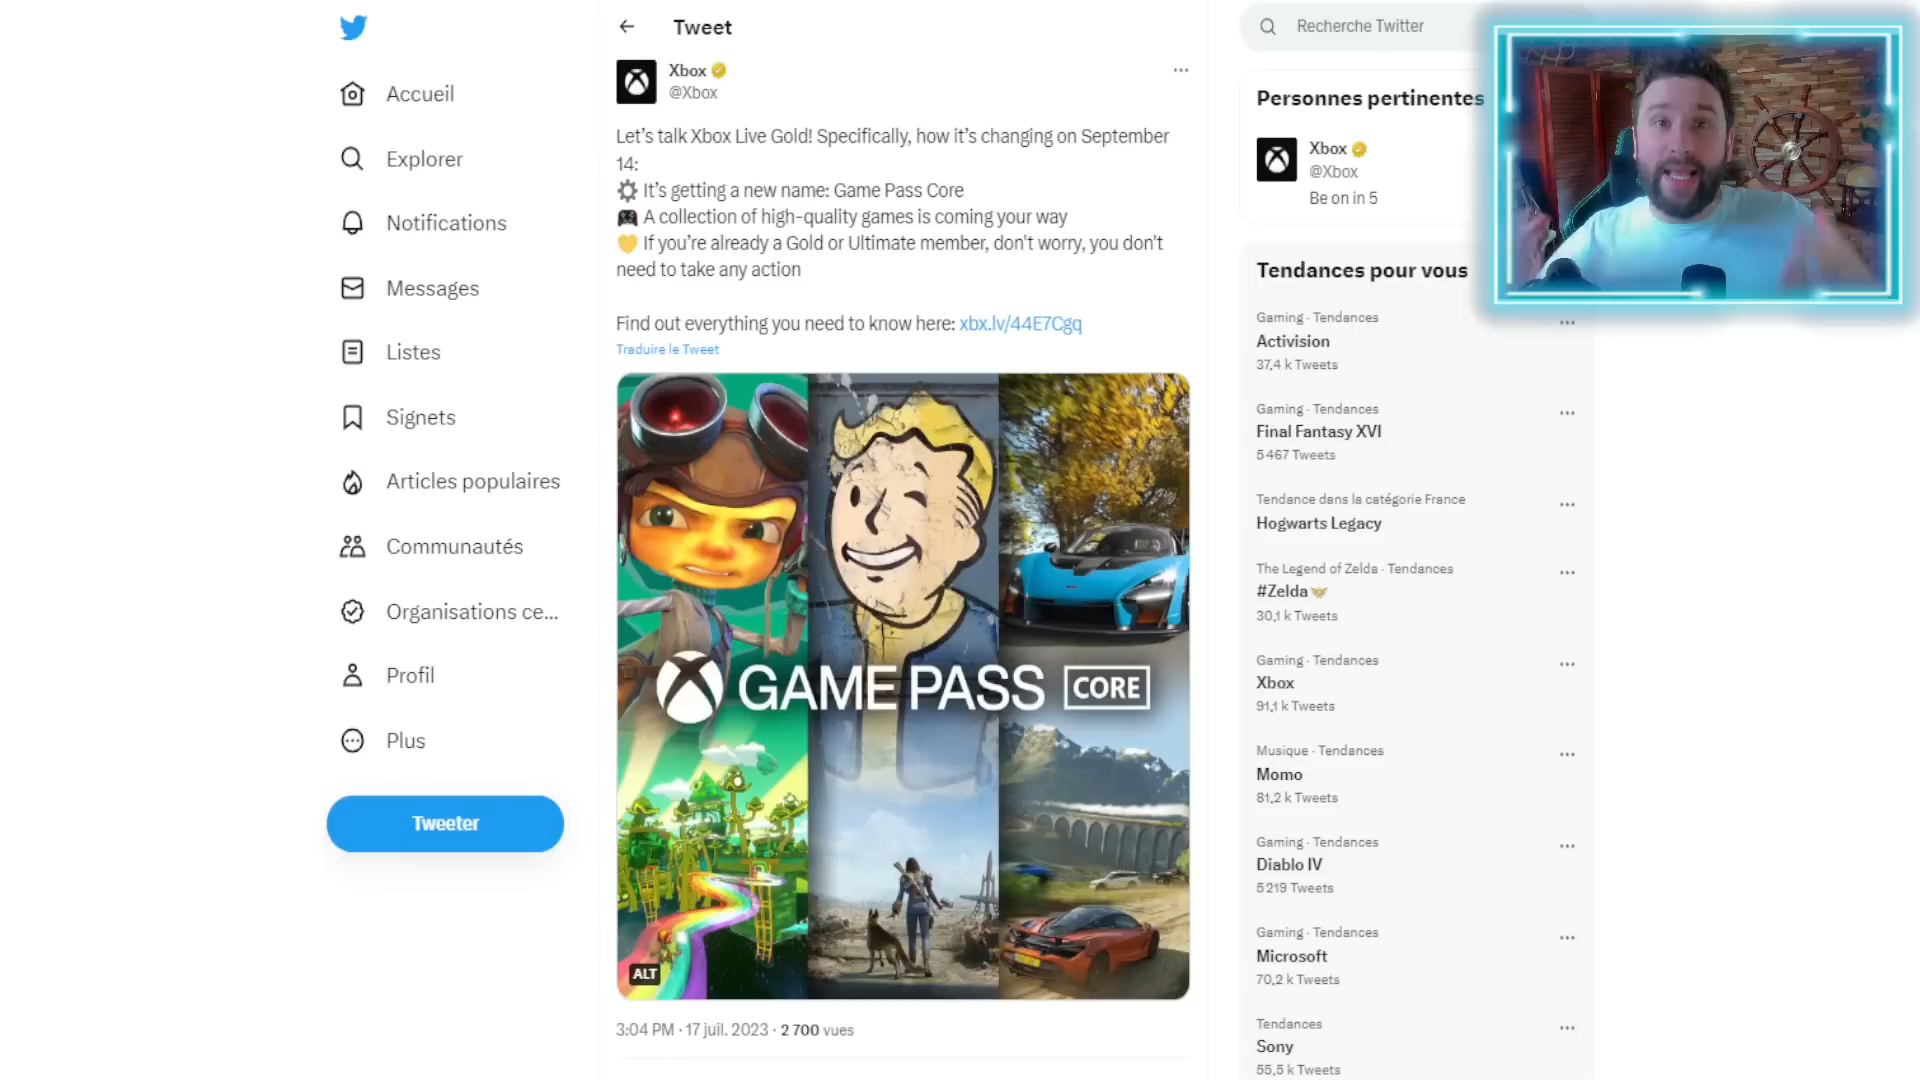 Accueil
Explorer
Notifications
Messages
Listes
Signets
Articles populaires
Communautés
Organisations ce...
Profil
Plus
Tweeter
Tweet
Xbox
@Xbox
Let's talk Xbox Live Gold! Specifically, how it's changing on September
14:
It's getting a new name: Game Pass Core
A collection of high-quality games is coming your way
If you're already a Gold or Ultimate member, don't worry, you don't
need to take any action
Find out everything you need to know here: xbx.lv/44E7Cgq
Traduire le Tweet
GAME PASS CORE
ALT
3:04 PM · 17 juil. 2023 · 2 700 vues
Recherche Twitter
Personnes pertinentes
Xbox
@Xbox
Be on in 5
Tendances pour vous
Gaming · Tendances
Activision
37,4 k Tweets
Gaming · Tendances
Final Fantasy XVI
5 467 Tweets
Tendance dans la catégorie France
Hogwarts Legacy
The Legend of Zelda · Tendances
#Zelda
30,1 k Tweets
Gaming · Tendances
Xbox
91,1 k Tweets
Musique · Tendances
Momo
81,2 k Tweets
Gaming · Tendances
Diablo IV
5 219 Tweets
Gaming · Tendances
Microsoft
70,2 k Tweets
Tendances
Sony
55,5 k Tweets